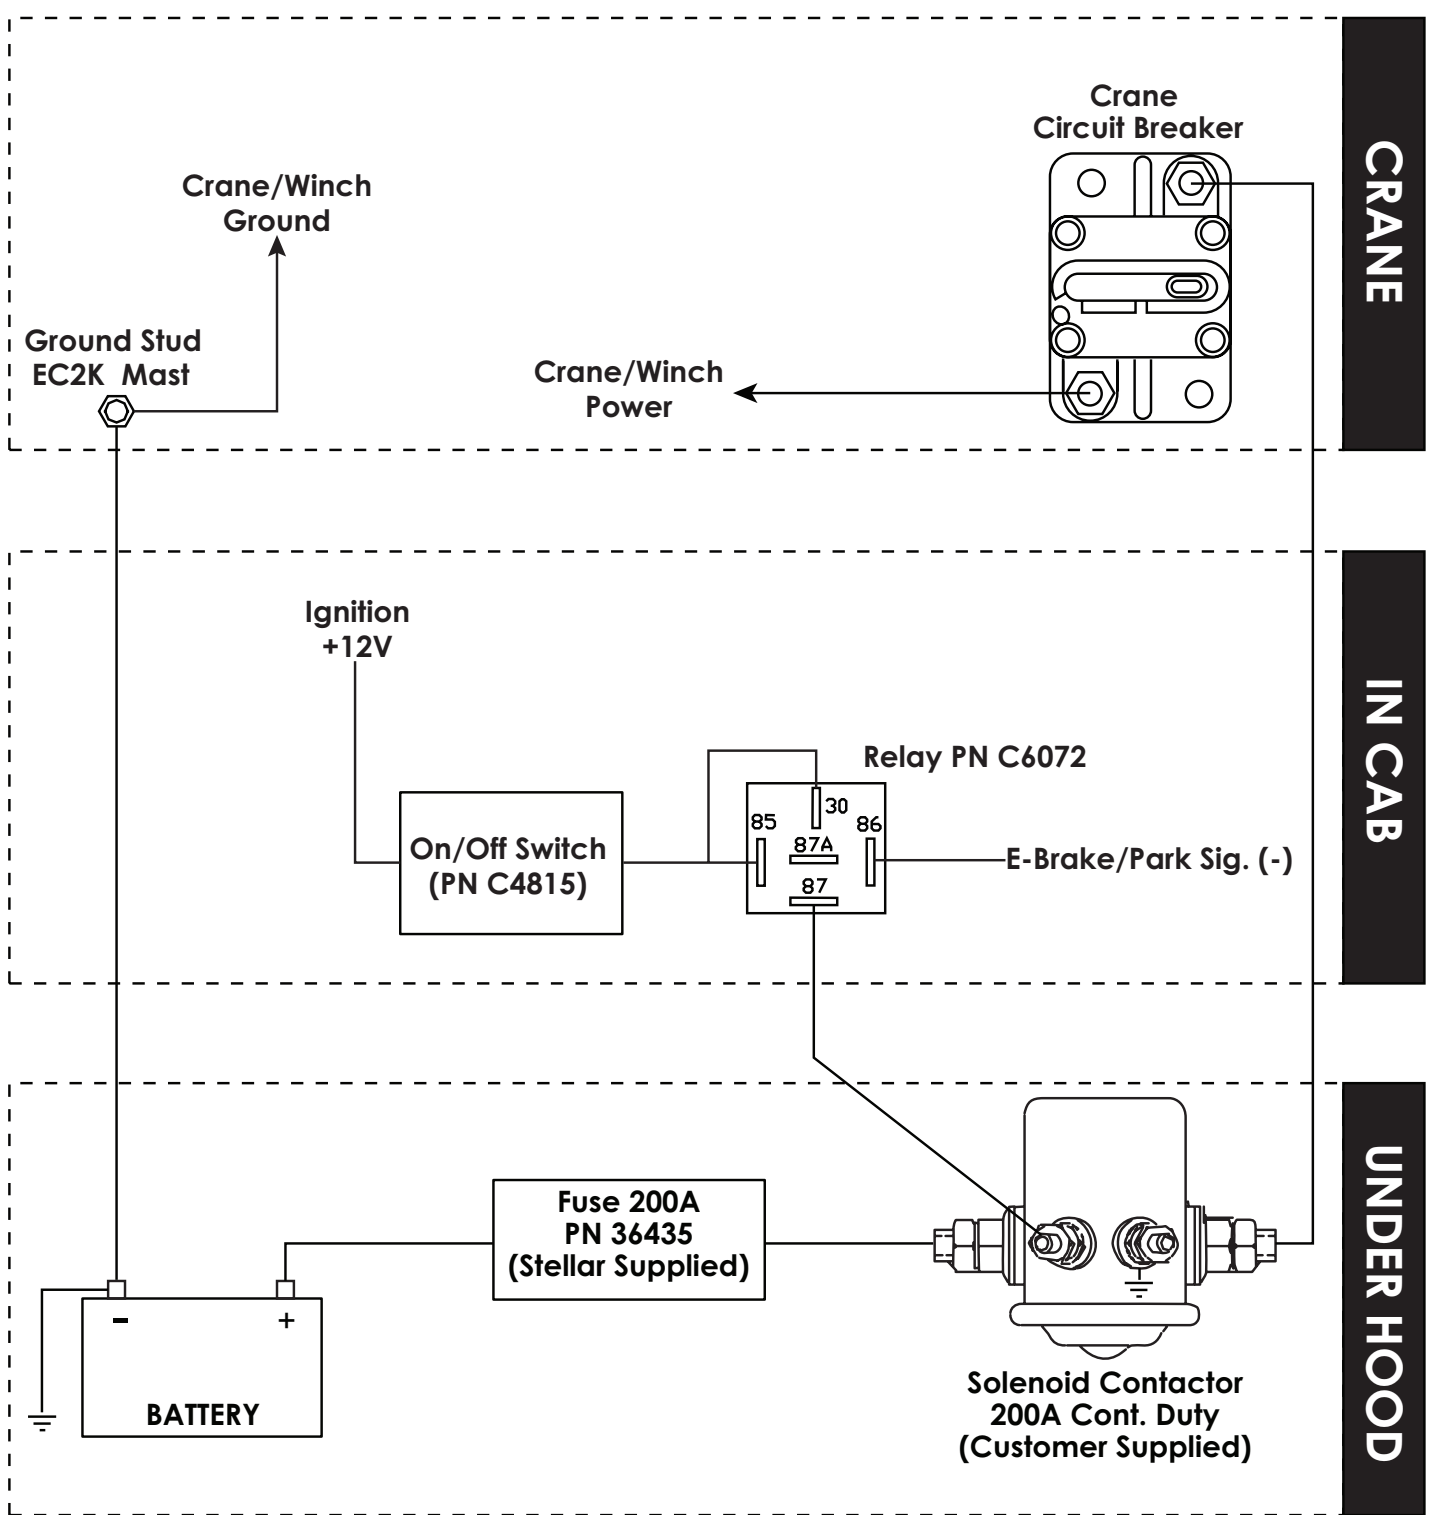 CRANE
Crane
Circuit Breaker
Crane/Winch
Ground
Ground Stud
EC2K Mast
Crane/Winch
Power
IN CAB
Ignition
+12V
Relay PN C6072
On/Off Switch
(PN C4815)
30
85
86
87A
87
E-Brake/Park Sig. (-)
UNDER HOOD
Fuse 200A
PN 36435
(Stellar Supplied)
-
+
BATTERY
Solenoid Contactor
200A Cont. Duty
(Customer Supplied)